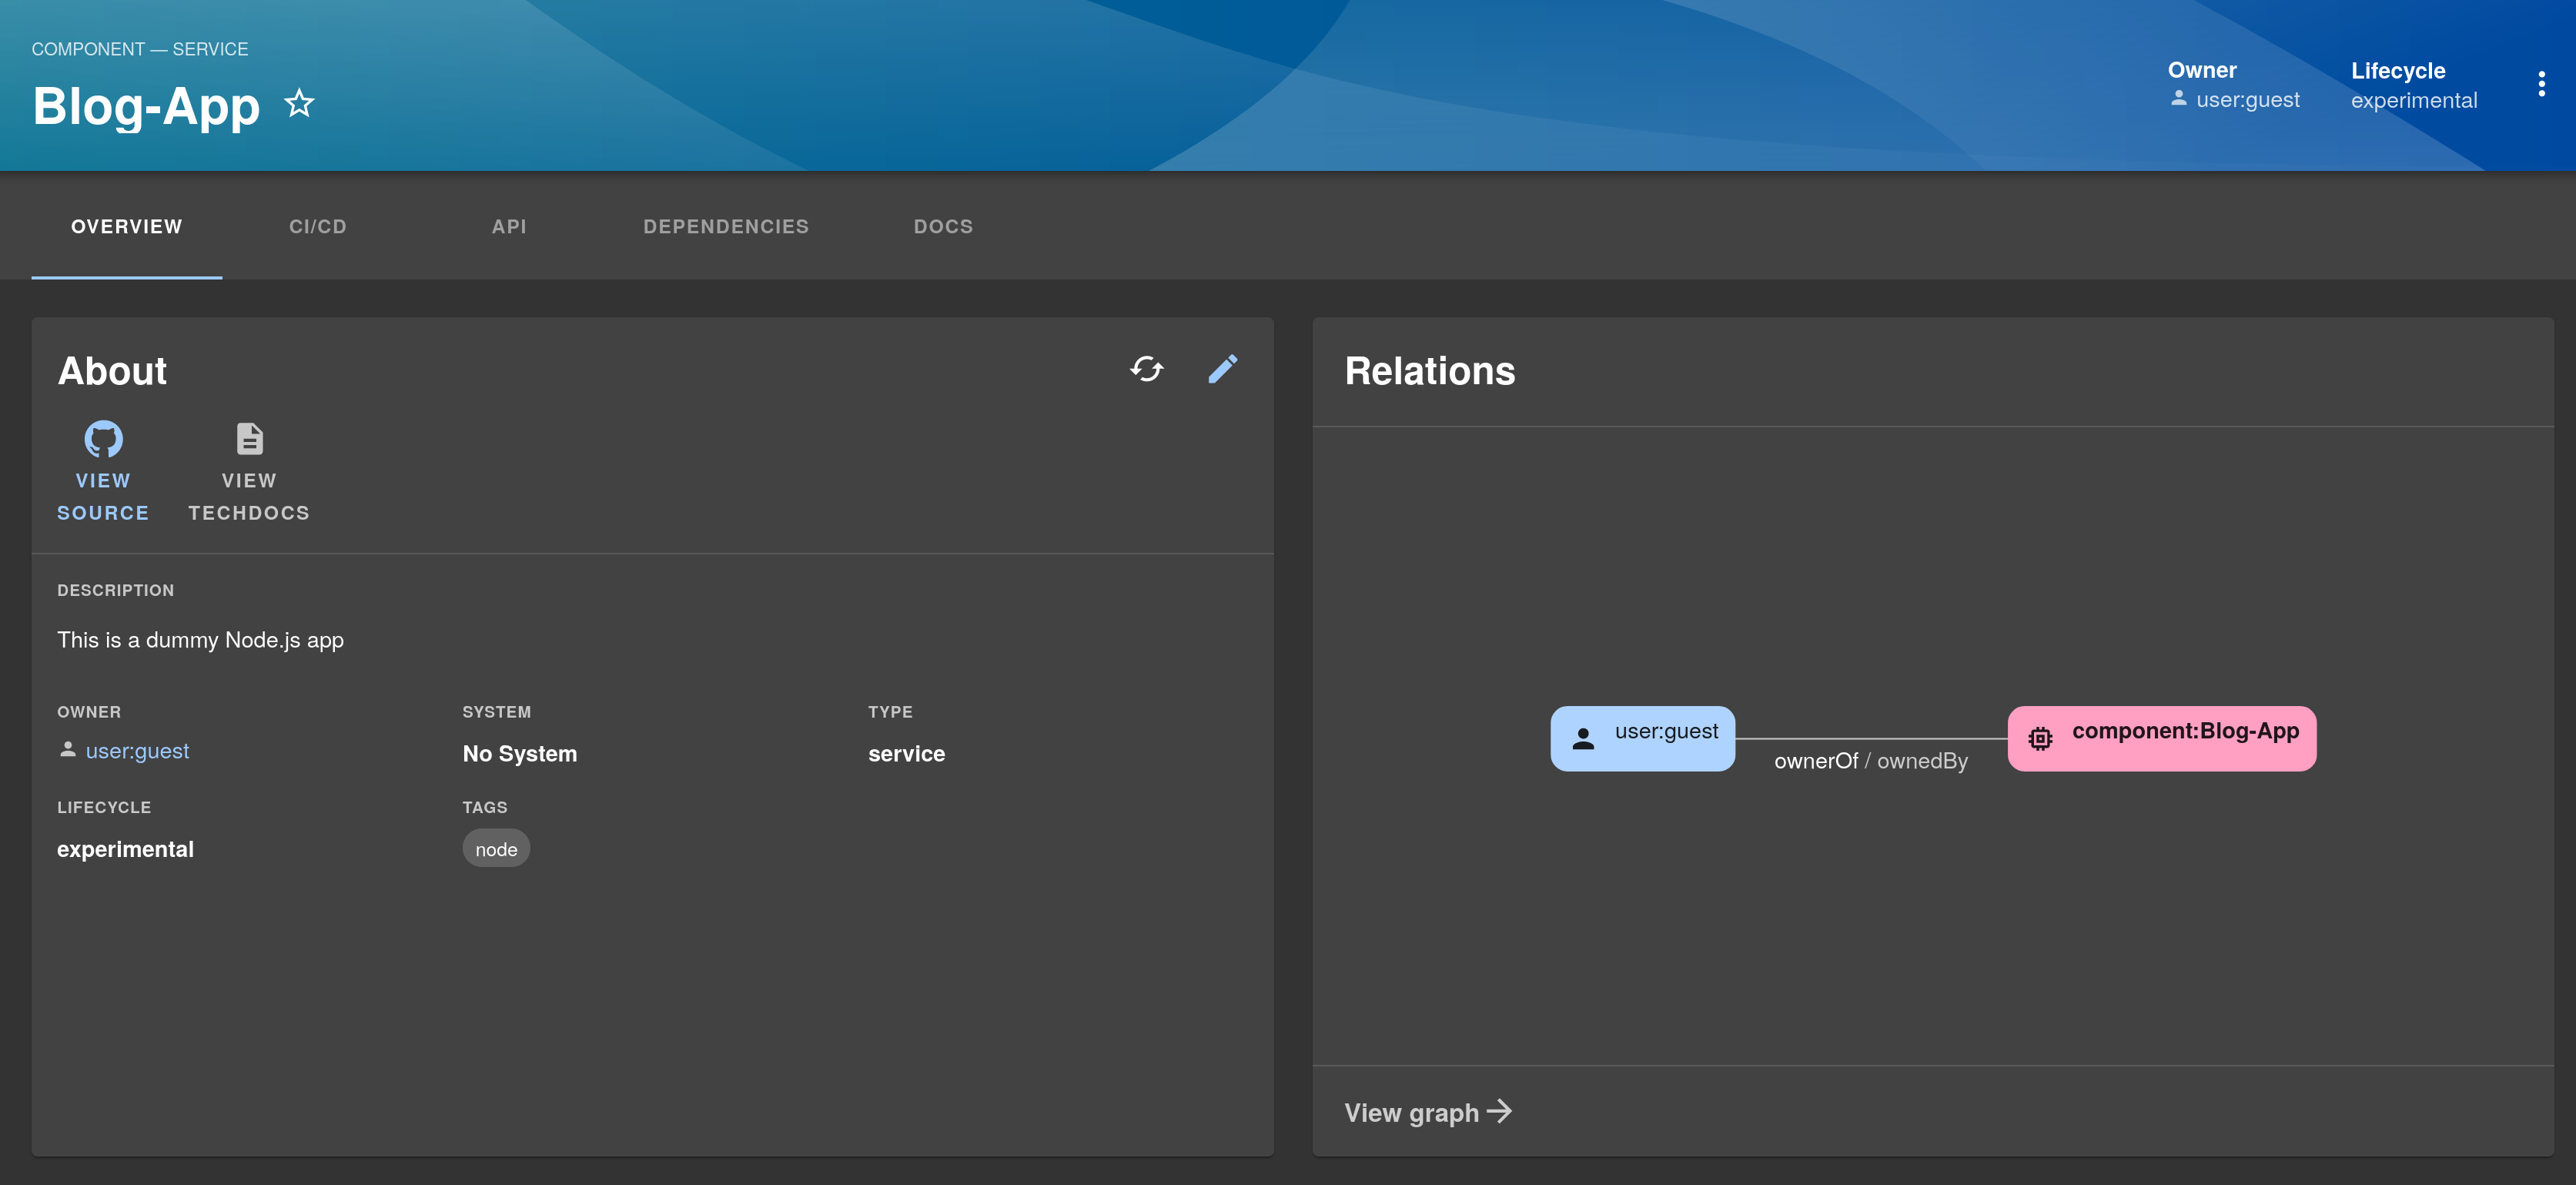 COMPONENT — SERVICE
Blog-App
Owner
user:guest
Lifecycle
experimental
OVERVIEW
CI/CD
API
DEPENDENCIES
DOCS
About
VIEW
SOURCE
VIEW
TECHDOCS
DESCRIPTION
This is a dummy Node.js app
OWNER
user:guest
SYSTEM
No System
TYPE
service
LIFECYCLE
experimental
TAGS
node
Relations
user:guest
ownerOf / ownedBy
component:Blog-App
View graph